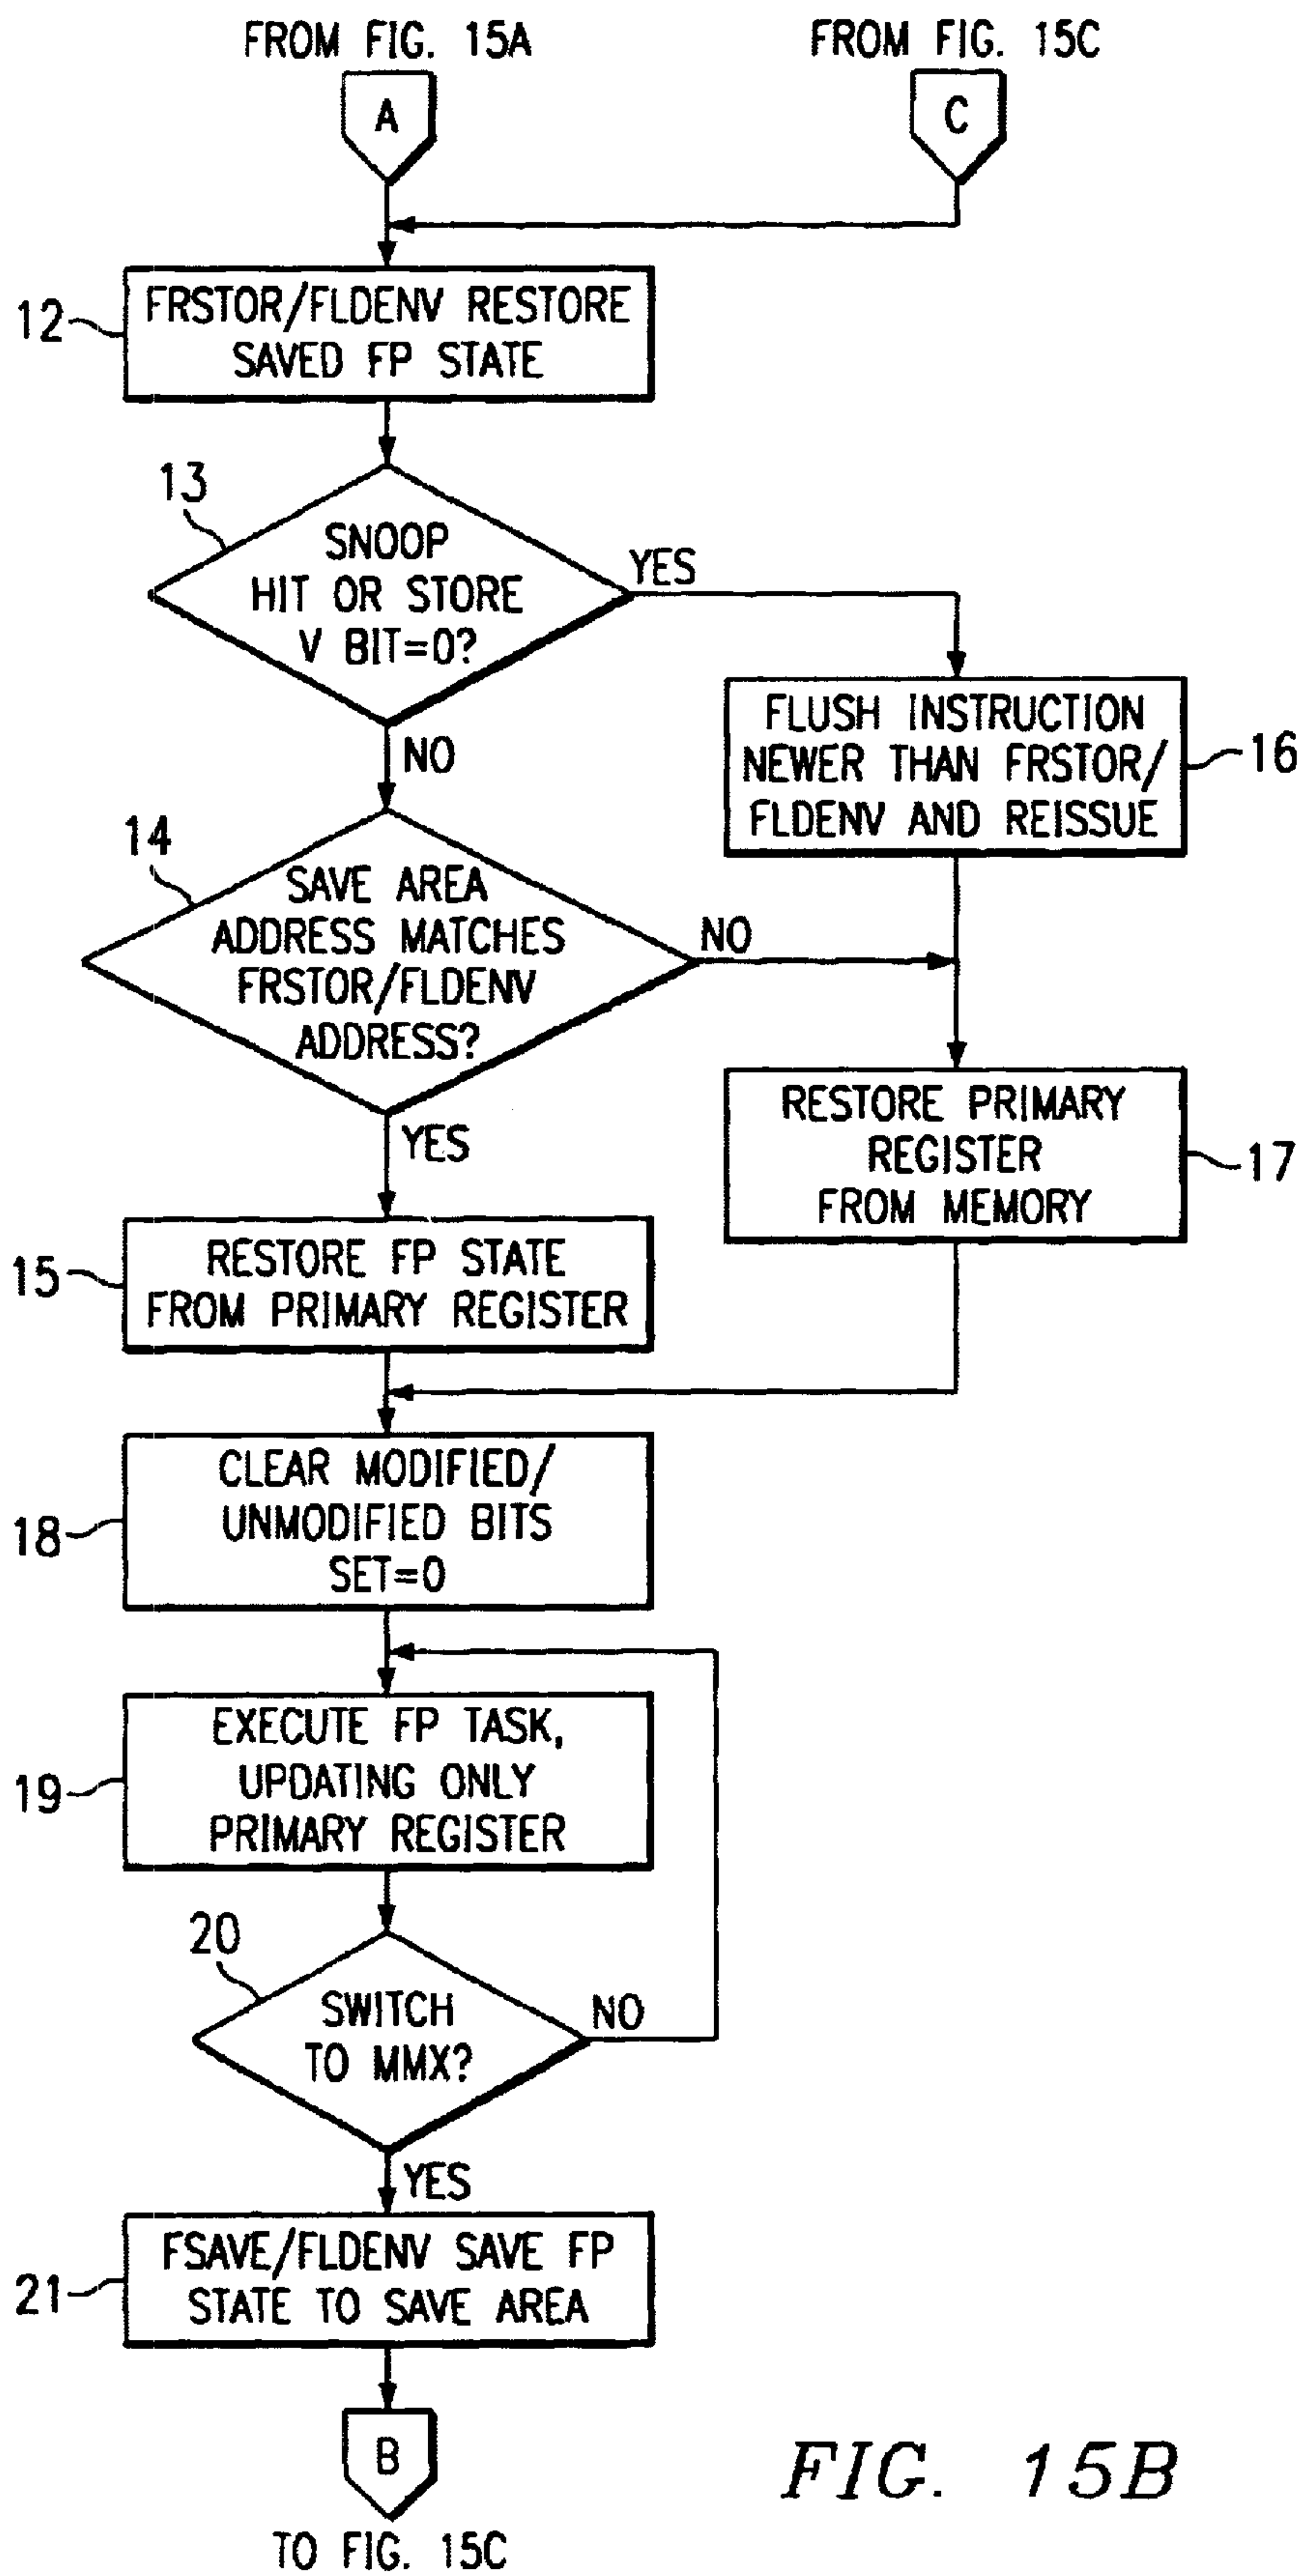 FROM FIG. 15A
FROM FIG. 15C
A
C
12
FRSTOR/FLDENV RESTORE
SAVED FP STATE
13
SNOOP
HIT OR STORE
V BIT=0?
YES
NO
FLUSH INSTRUCTION
NEWER THAN FRSTOR/
FLDENV AND REISSUE
16
14
SAVE AREA
ADDRESS MATCHES
FRSTOR/FLDENV
ADDRESS?
NO
YES
RESTORE PRIMARY
REGISTER
FROM MEMORY
17
15
RESTORE FP STATE
FROM PRIMARY REGISTER
18
CLEAR MODIFIED/
UNMODIFIED BITS
SET=0
19
EXECUTE FP TASK,
UPDATING ONLY
PRIMARY REGISTER
20
SWITCH
TO MMX?
NO
YES
21
FSAVE/FLDENV SAVE FP
STATE TO SAVE AREA
B
TO FIG. 15C
FIG. 15B